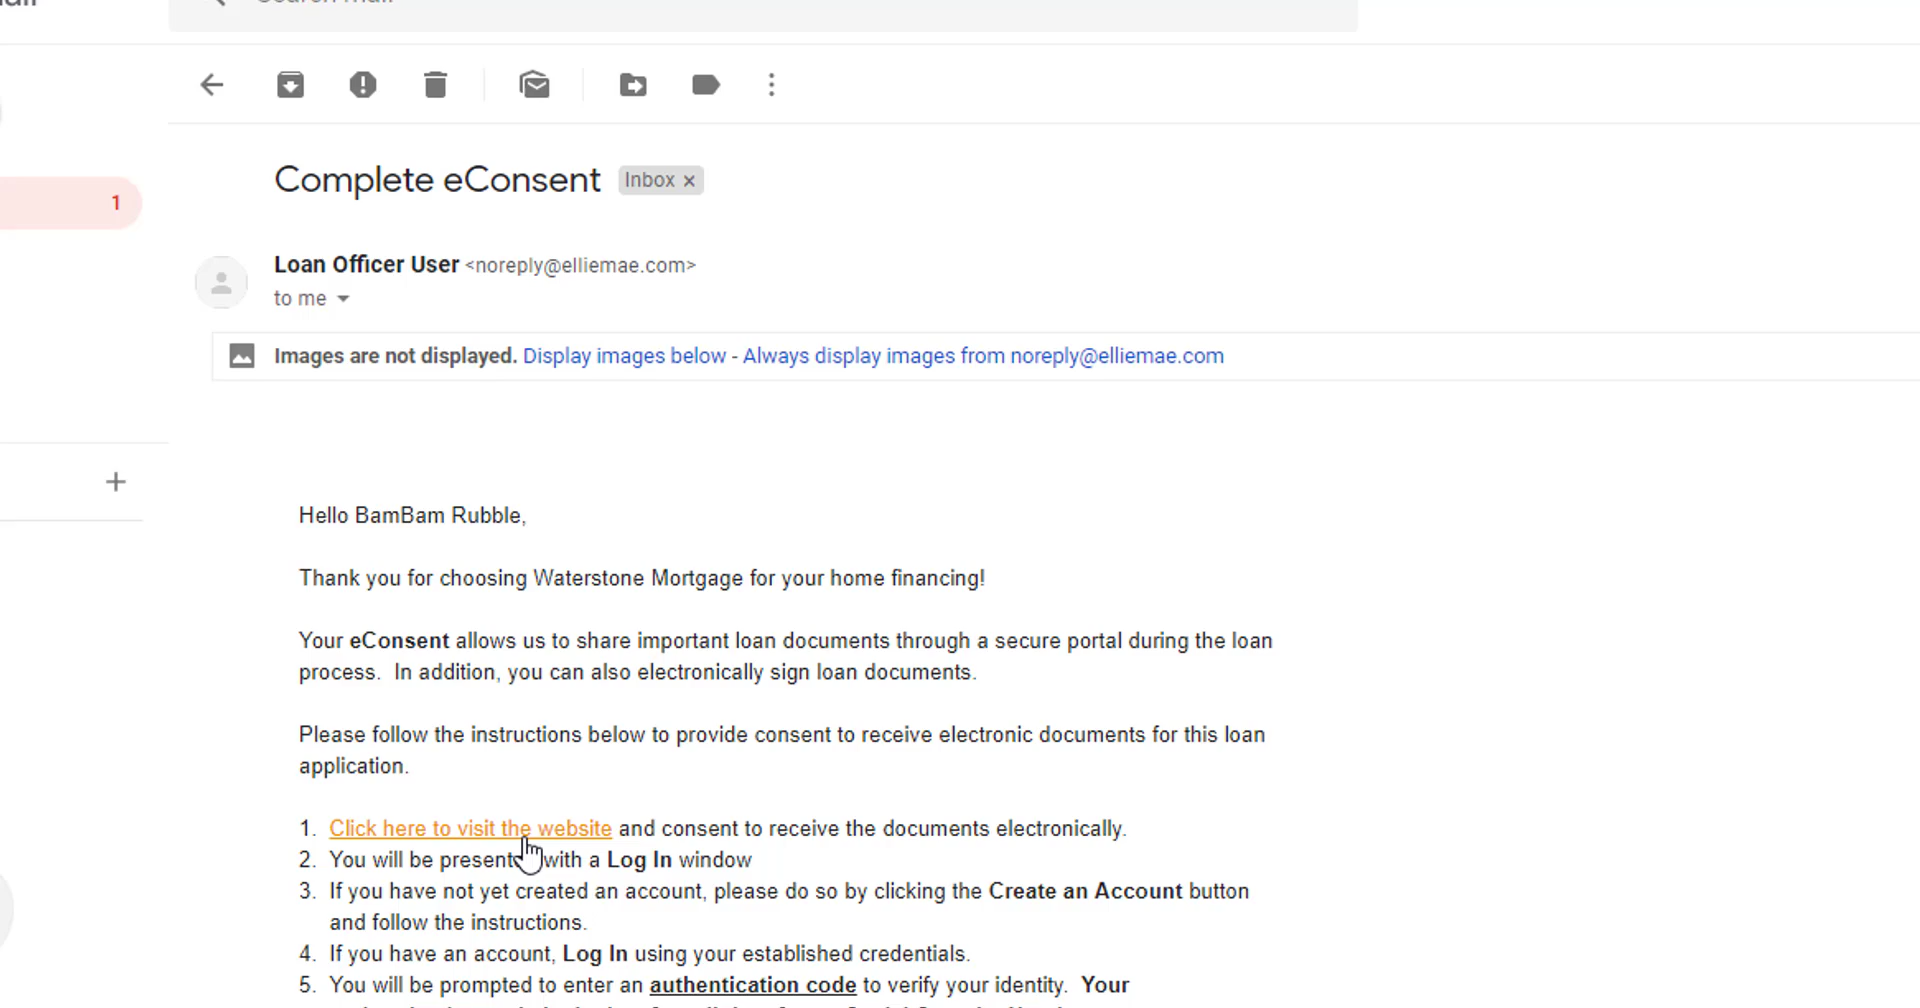 Complete eConsent Inbox ×
1
Loan Officer User <noreply@elliemae.com>
to me
Images are not displayed. Display images below - Always display images from noreply@elliemae.com
Hello BamBam Rubble,
Thank you for choosing Waterstone Mortgage for your home financing!
Your eConsent allows us to share important loan documents through a secure portal during the loan
process. In addition, you can also electronically sign loan documents.
Please follow the instructions below to provide consent to receive electronic documents for this loan
application.
1. Click here to visit the website and consent to receive the documents electronically.
2. You will be present with a Log In window
3. If you have not yet created an account, please do so by clicking the Create an Account button
and follow the instructions.
4. If you have an account, Log In using your established credentials.
5. You will be prompted to enter an authentication code to verify your identity. Your